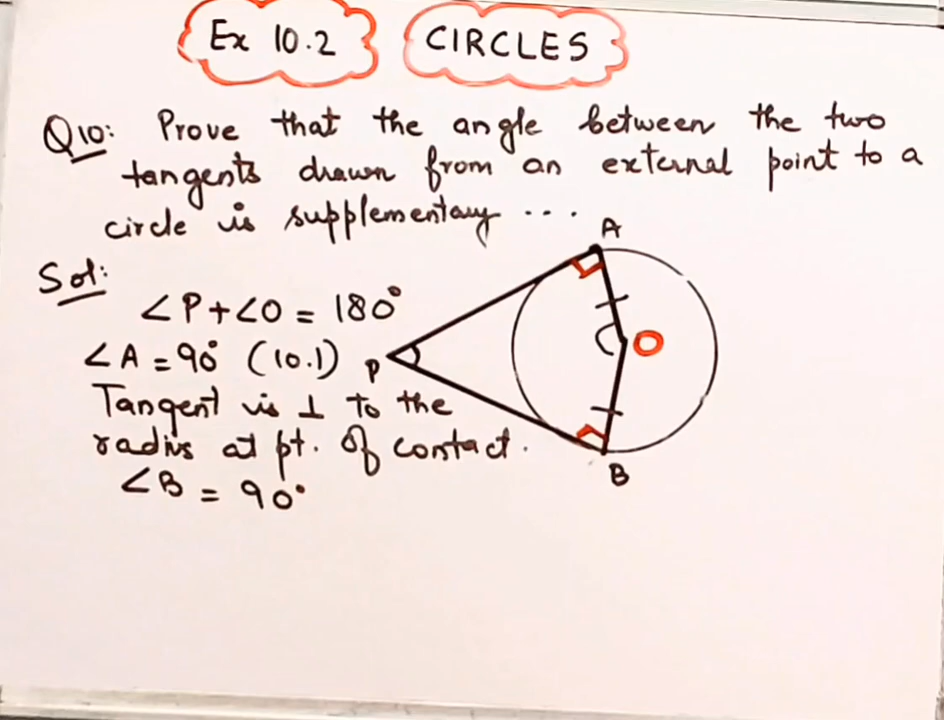 Ex 10.2 CIRCLES
Q10: Prove that the angle between the two
tangents drawn from an external point to a
circle is supplementary ....
A
Sol:
∠P+∠O = 180°
∠A = 90° (10.1)
P
O
Tangent is ⊥ to the
radius at pt. of contact.
∠B = 90°
B